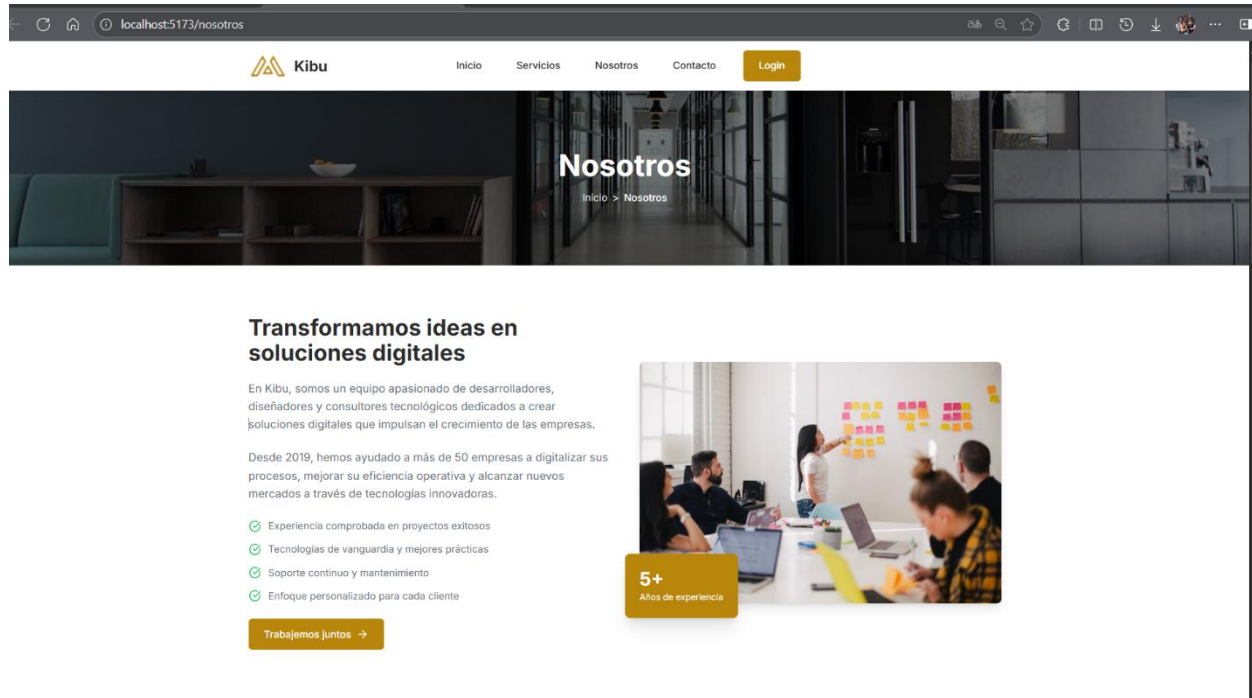 localhost:5173/nosotros
Kibu
Inicio
Servicios
Nosotros
Contacto
Login
Nosotros
Inicio > Nosotros
Transformamos ideas en
soluciones digitales
En Kibu, somos un equipo apasionado de desarrolladores,
diseñadores y consultores tecnológicos dedicados a crear
soluciones digitales que impulsan el crecimiento de las empresas.
Desde 2019, hemos ayudado a más de 50 empresas a digitalizar sus
procesos, mejorar su eficiencia operativa y alcanzar nuevos
mercados a través de tecnologías innovadoras.
Experiencia comprobada en proyectos exitosos
Tecnologías de vanguardia y mejores prácticas
Soporte continuo y mantenimiento
Enfoque personalizado para cada cliente
Trabajemos juntos →
5+
Años de experiencia